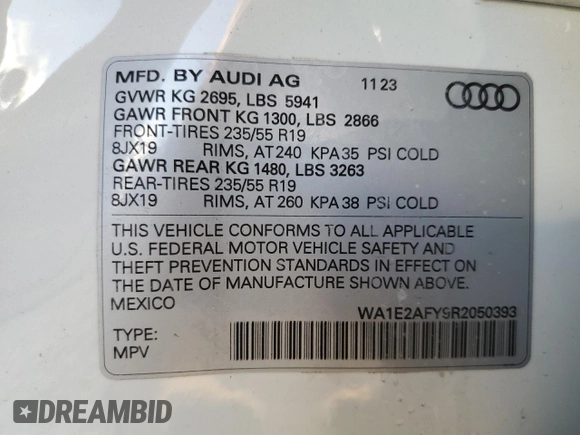 MFD. BY AUDI AG 11 23
GVWR KG 2695, LBS 5941
GAWR FRONT KG 1300, LBS 2866
FRONT-TIRES 235/55 R19
8JX19 RIMS, AT 240 KPA 35 PSI COLD
GAWR REAR KG 1480, LBS 3263
REAR-TIRES 235/55 R19
8JX19 RIMS, AT 260 KPA 38 PSI COLD
THIS VEHICLE CONFORMS TO ALL APPLICABLE
U.S. FEDERAL MOTOR VEHICLE SAFETY AND
THEFT PREVENTION STANDARDS IN EFFECT ON
THE DATE OF MANUFACTURE SHOWN ABOVE.
MEXICO WA1E2AFY9R2050393
TYPE:
MPV
DREAMBID